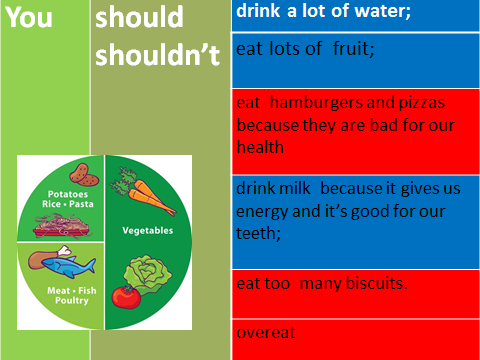 You
should
shouldn't
drink a lot of water;
eat lots of fruit;
eat hamburgers and pizzas
because they are bad for our
health
drink milk because it gives us
energy and it's good for our
teeth;
eat too many biscuits.
overeat
Potatoes
Rice • Pasta
Vegetables
Meat • Fish
Poultry